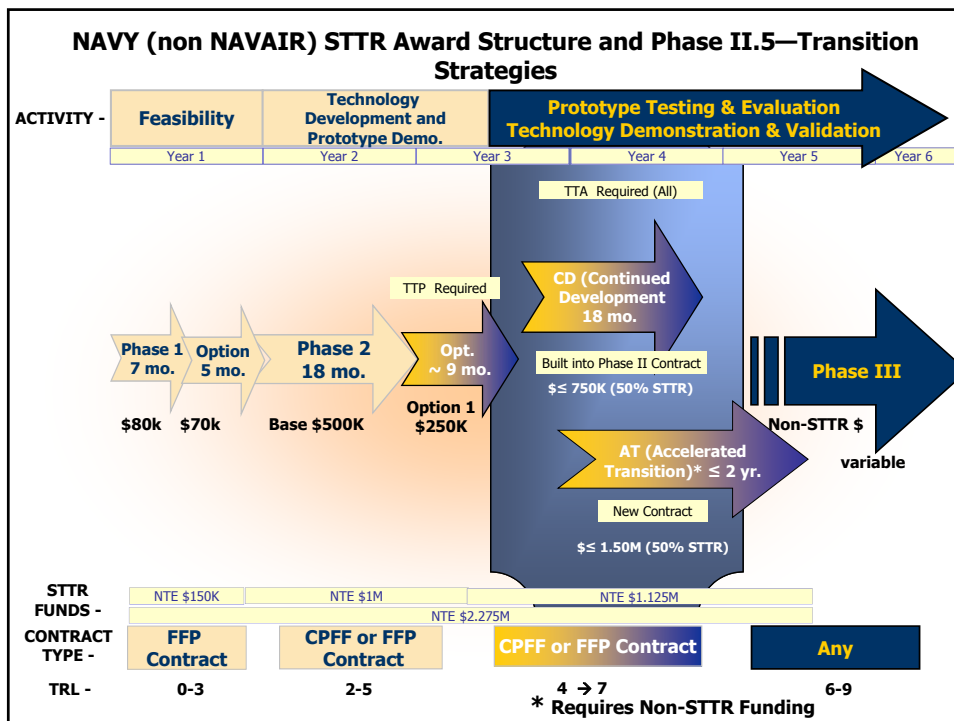 NAVY (non NAVAIR) STTR Award Structure and Phase II.5—Transition
Strategies
ACTIVITY -
Feasibility
Technology
Development and
Prototype Demo.
Prototype Testing & Evaluation
Technology Demonstration & Validation
Year 1
Year 2
Year 3
Year 4
Year 5
Year 6
TTA Required (All)
TTP Required
CD (Continued
Development
18 mo.
Phase 1
7 mo.
Option
5 mo.
Phase 2
18 mo.
Opt.
~ 9 mo.
Phase III
Built into Phase II Contract
$≤ 750K (50% STTR)
$80k
$70k
Base $500K
Option 1
$250K
Non-STTR $
variable
AT (Accelerated
Transition)* ≤ 2 yr.
New Contract
$≤ 1.50M (50% STTR)
STTR
FUNDS -
NTE $150K
NTE $1M
NTE $1.125M
NTE $2.275M
CONTRACT
TYPE -
FFP
Contract
CPFF or FFP
Contract
CPFF or FFP Contract
Any
TRL -
0-3
2-5
4 → 7
6-9
* Requires Non-STTR Funding